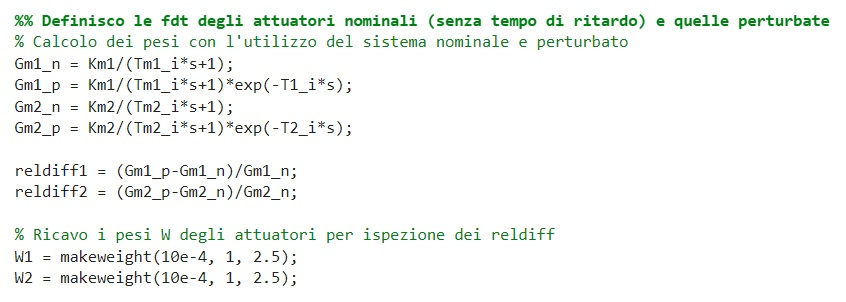 %% Definisco le fdt degli attuatori nominali (senza tempo di ritardo) e quelle perturbate
% Calcolo dei pesi con l'utilizzo del sistema nominale e perturbato
Gm1_n = Km1/(Tm1_i*s+1);
Gm1_p = Km1/(Tm1_i*s+1)*exp(-T1_i*s);
Gm2_n = Km2/(Tm2_i*s+1);
Gm2_p = Km2/(Tm2_i*s+1)*exp(-T2_i*s);
reldiff1 = (Gm1_p-Gm1_n)/Gm1_n;
reldiff2 = (Gm2_p-Gm2_n)/Gm2_n;
% Ricavo i pesi W degli attuatori per ispezione dei reldiff
W1 = makeweight(10e-4, 1, 2.5);
W2 = makeweight(10e-4, 1, 2.5);